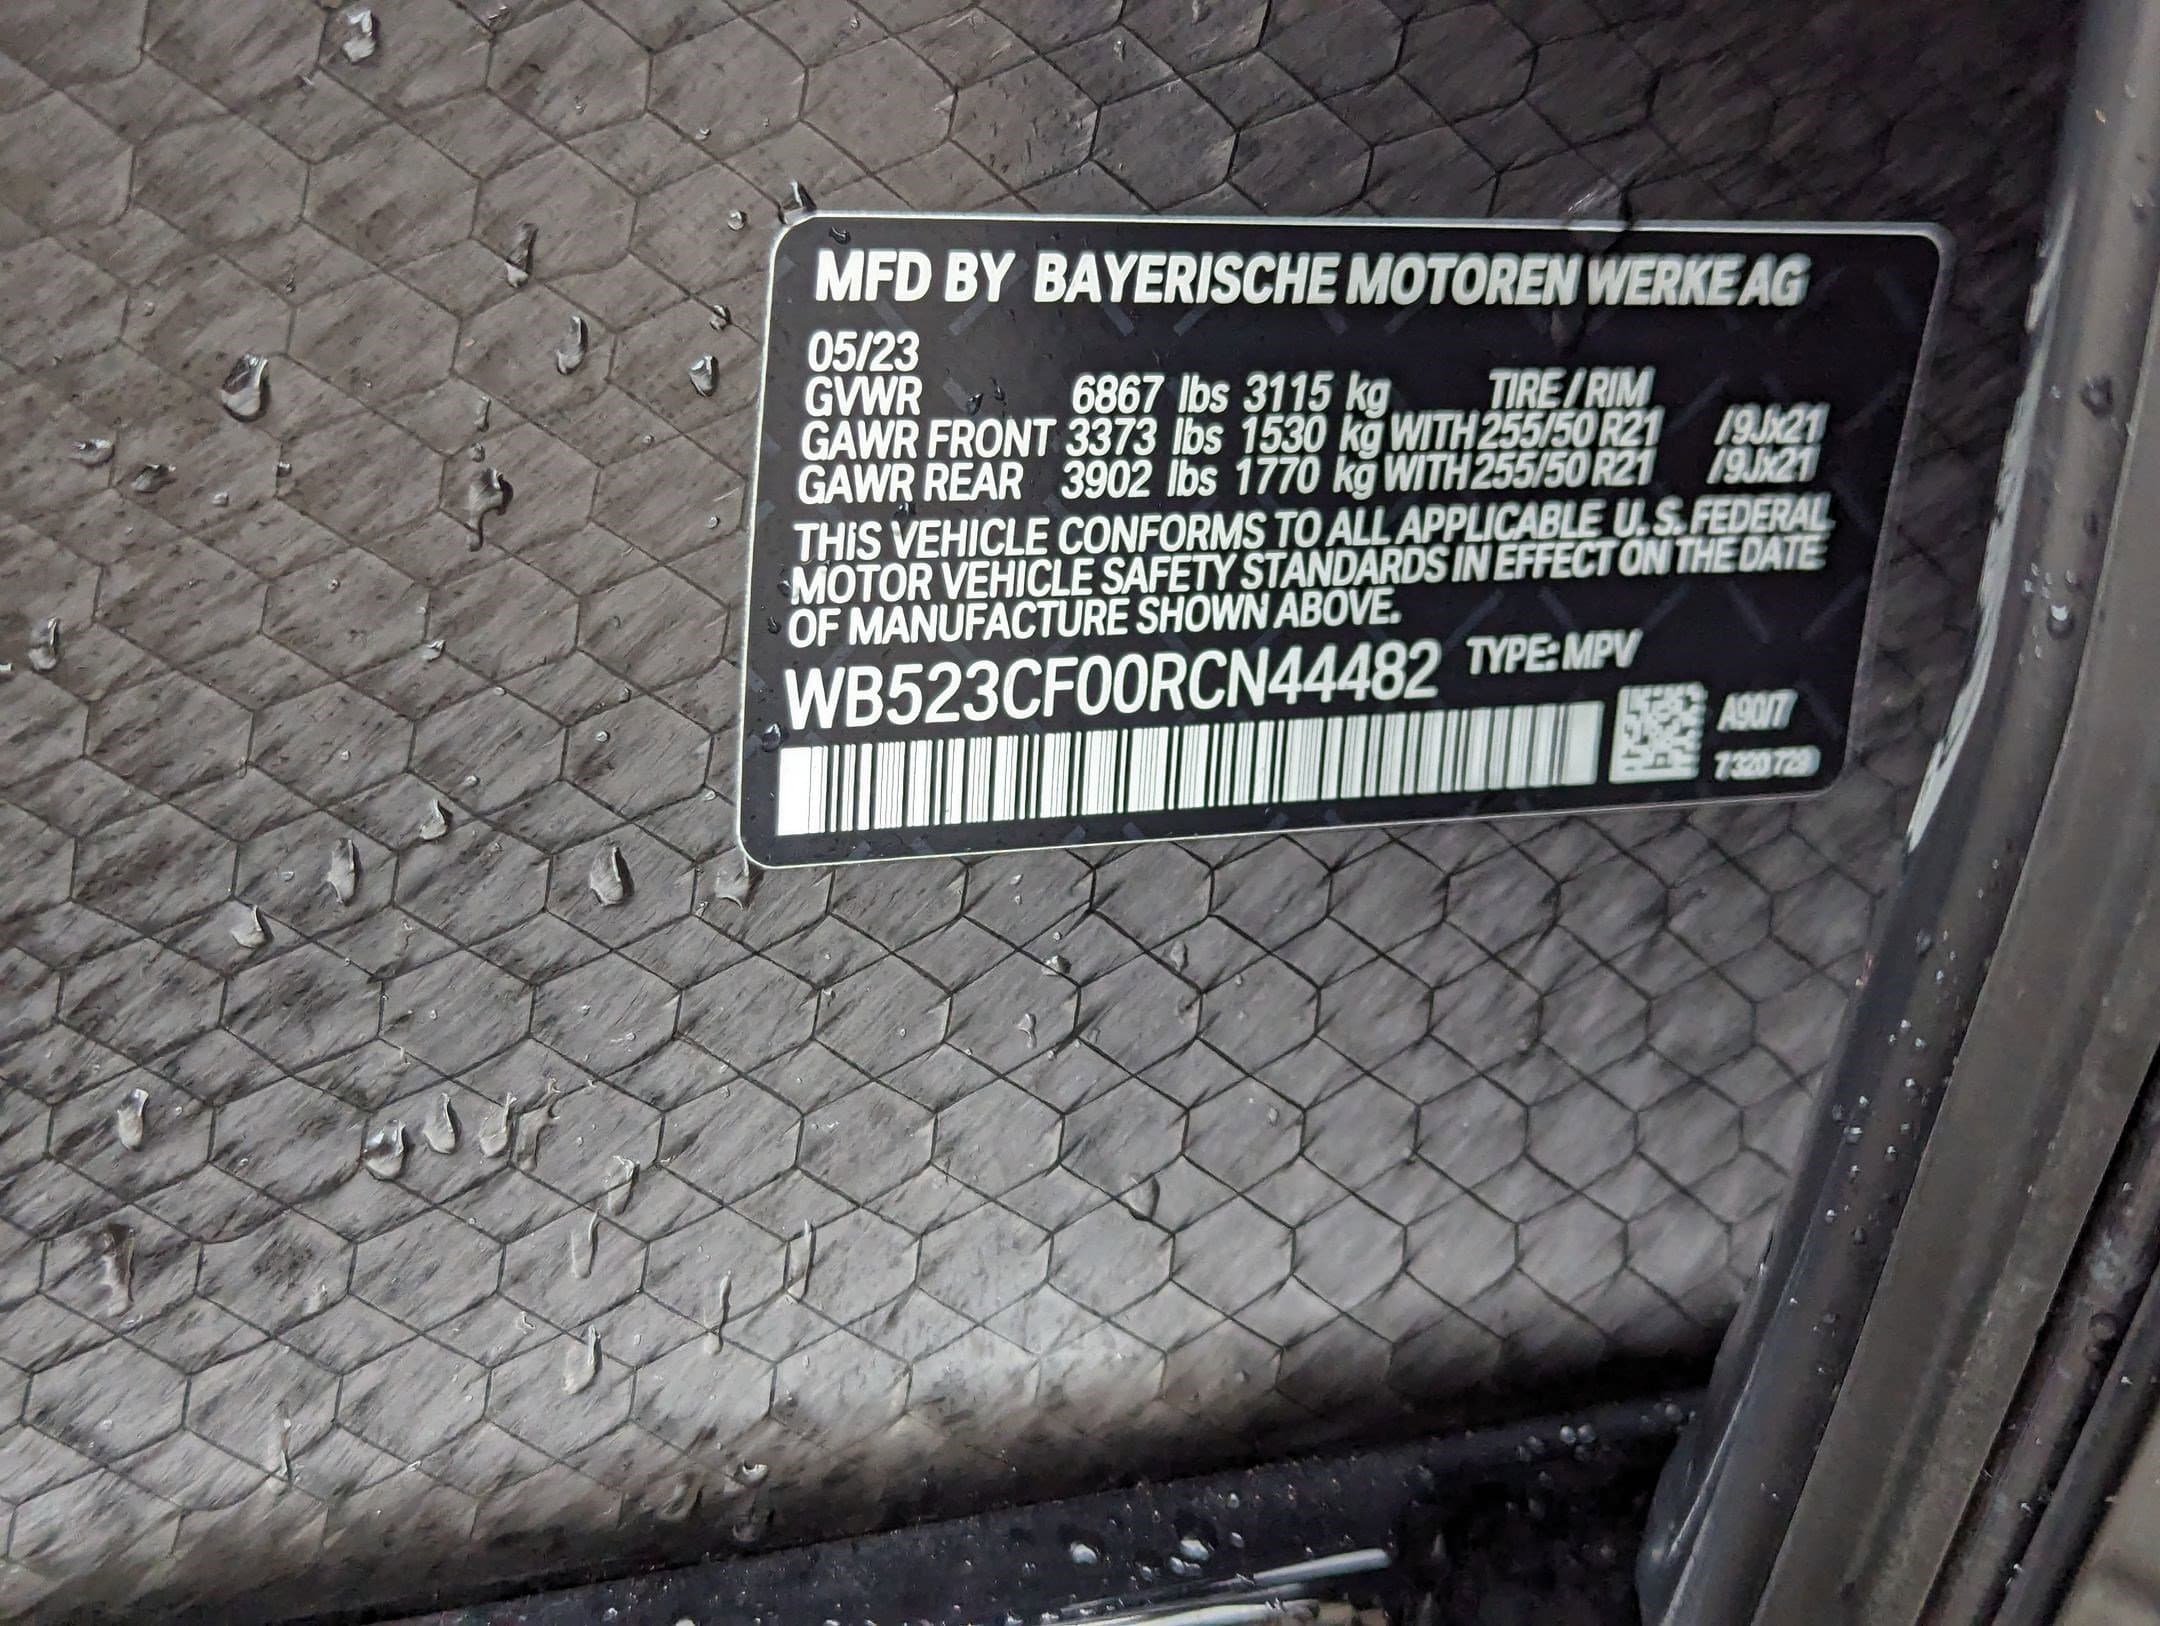 MFD BY BAYERISCHE MOTOREN WERKE AG
05/23
GVWR 6867 lbs 3115 kg TIRE / RIM
GAWR FRONT 3373 lbs 1530 kg WITH 255/50 R21 /9Jx21
GAWR REAR 3902 lbs 1770 kg WITH 255/50 R21 /9Jx21
THIS VEHICLE CONFORMS TO ALL APPLICABLE U.S. FEDERAL
MOTOR VEHICLE SAFETY STANDARDS IN EFFECT ON THE DATE
OF MANUFACTURE SHOWN ABOVE.
WB523CF00RCN44482 TYPE: MPV
A90/7
7 320 729